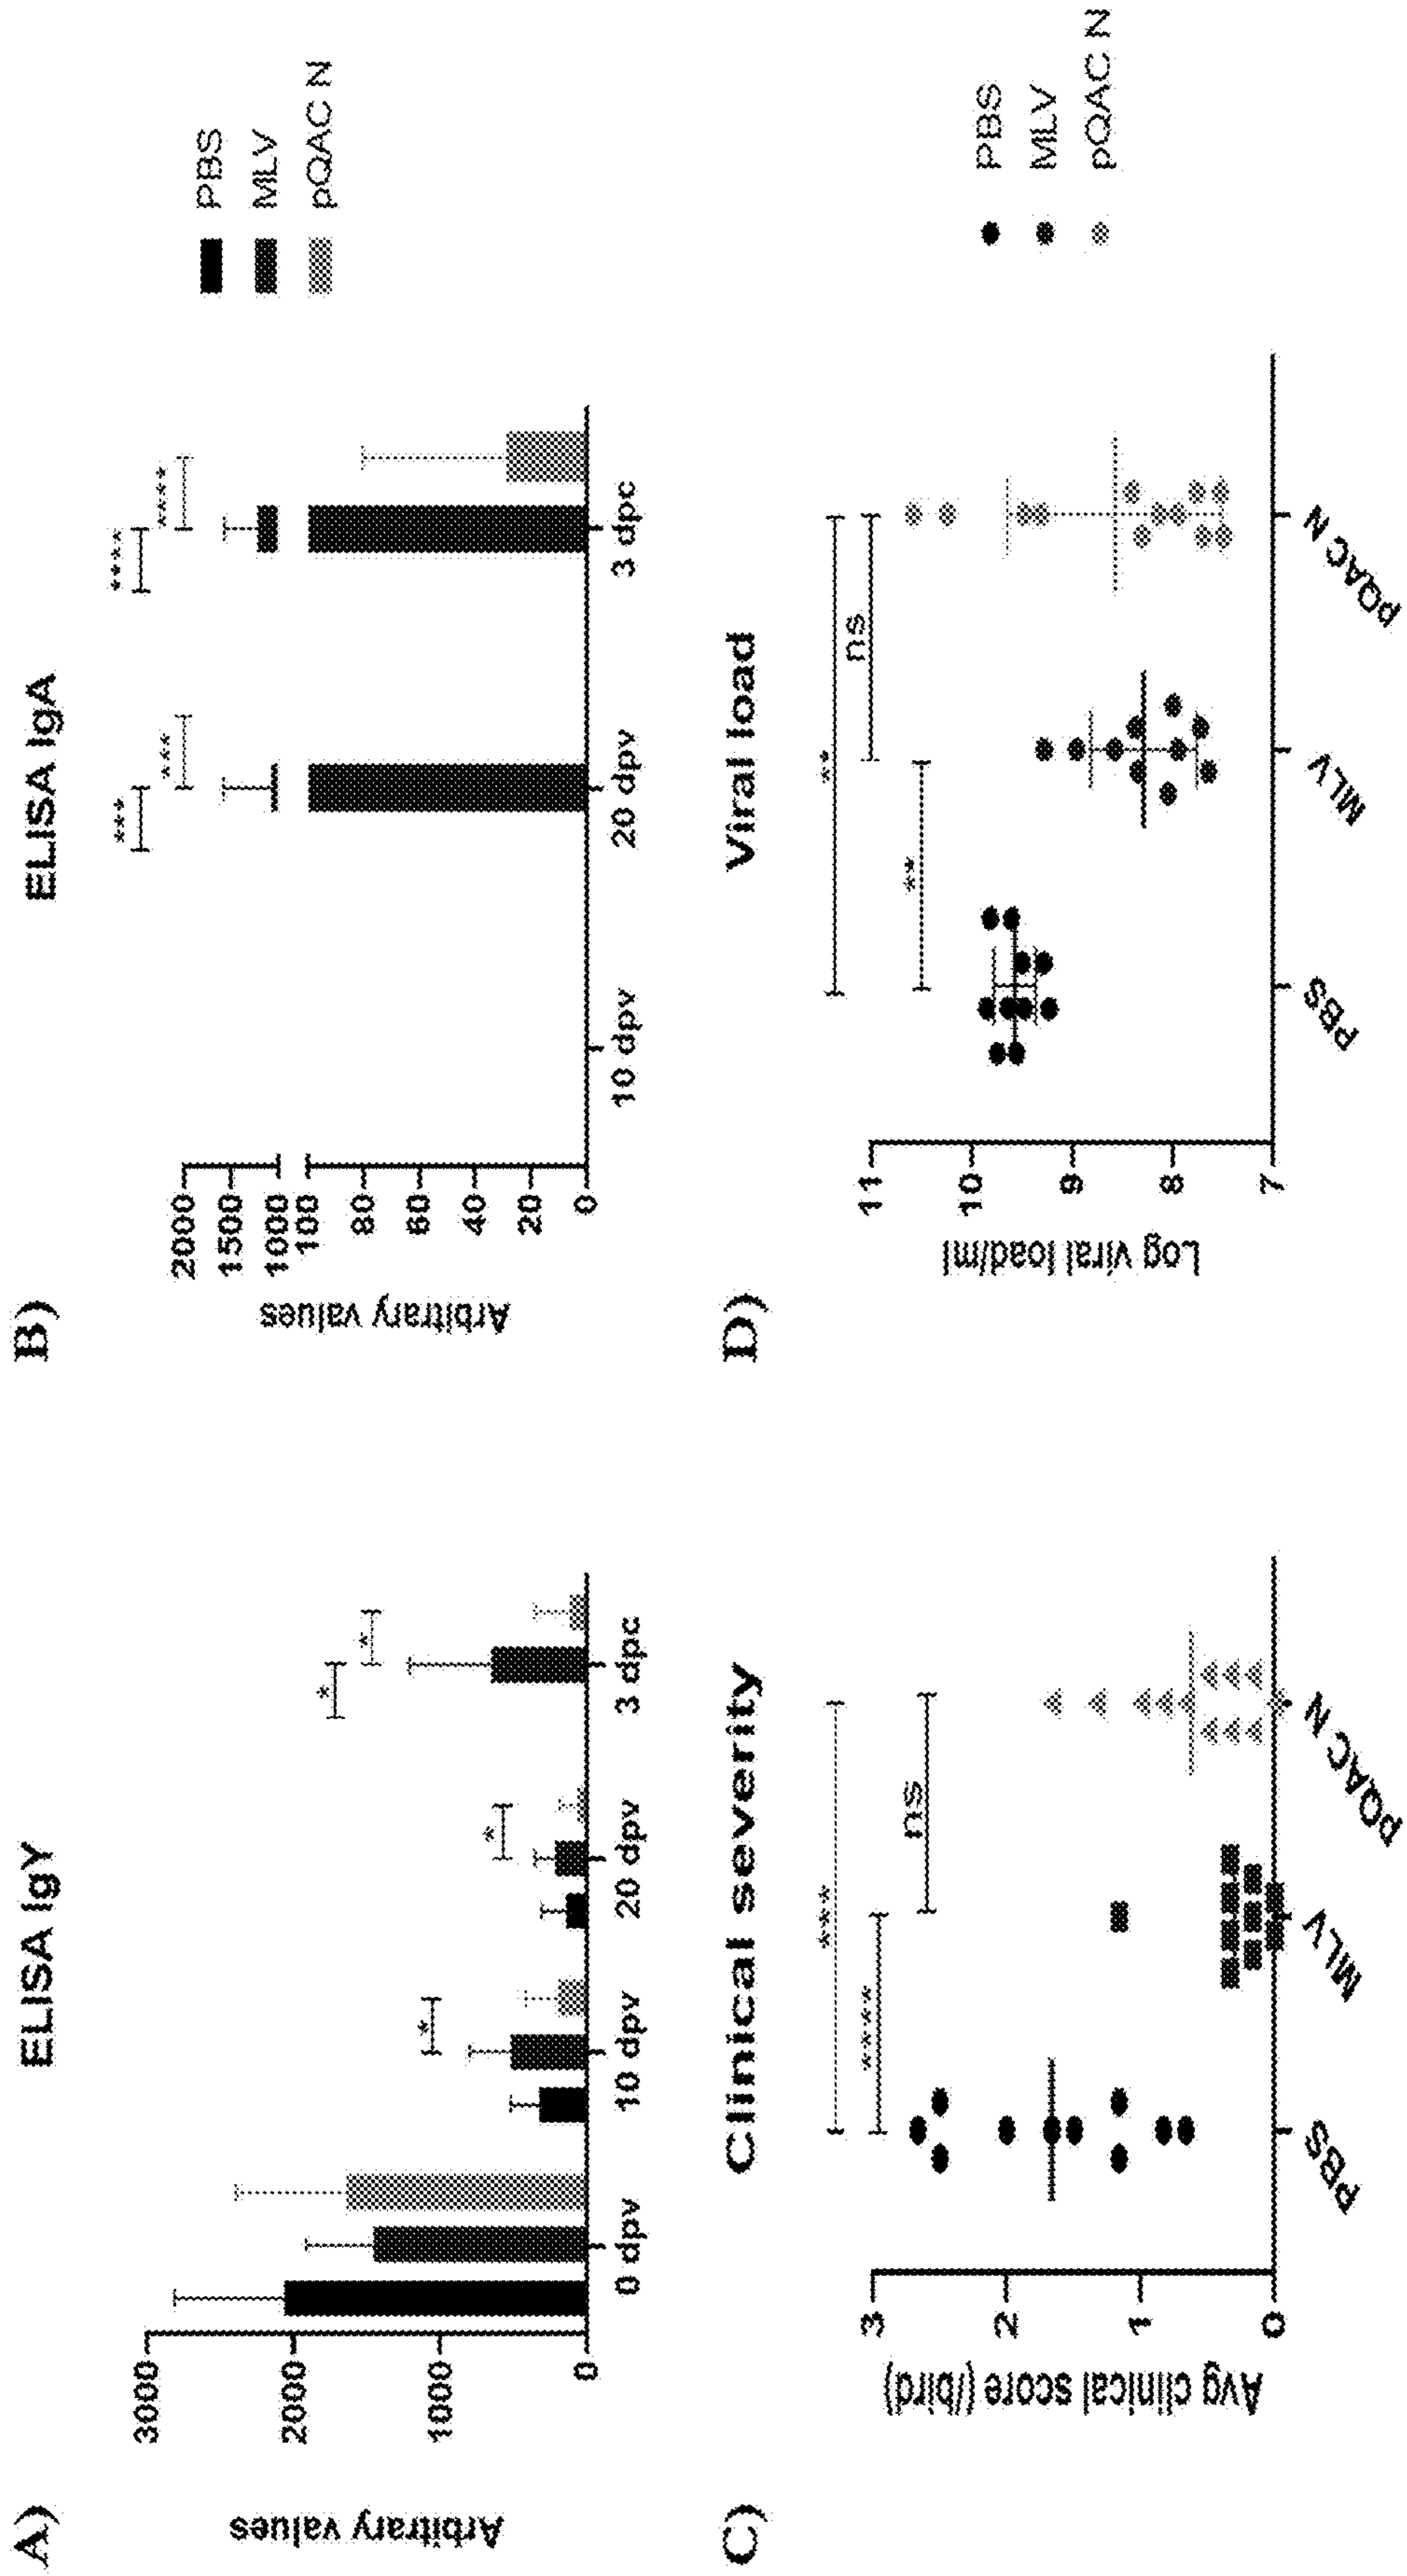 A)
ELISA IgY
Arbitrary values
3000
2000
1000
0
0 dpv
10 dpv
20 dpv
3 dpc
*
*
*
*
B)
ELISA IgA
Arbitrary values
2000
1500
1000
100
80
60
40
20
0
10 dpv
20 dpv
3 dpc
***
***
****
****
PBS
MLV
pQAC N
C)
Clinical severity
Avg clinical score (/bird)
3
2
1
0
PBS
MLV
pQAC N
***
****
ns
D)
Viral load
Log viral load/ml
11
10
9
8
7
PBS
MLV
pQAC N
**
ns
**
PBS
MLV
pQAC N